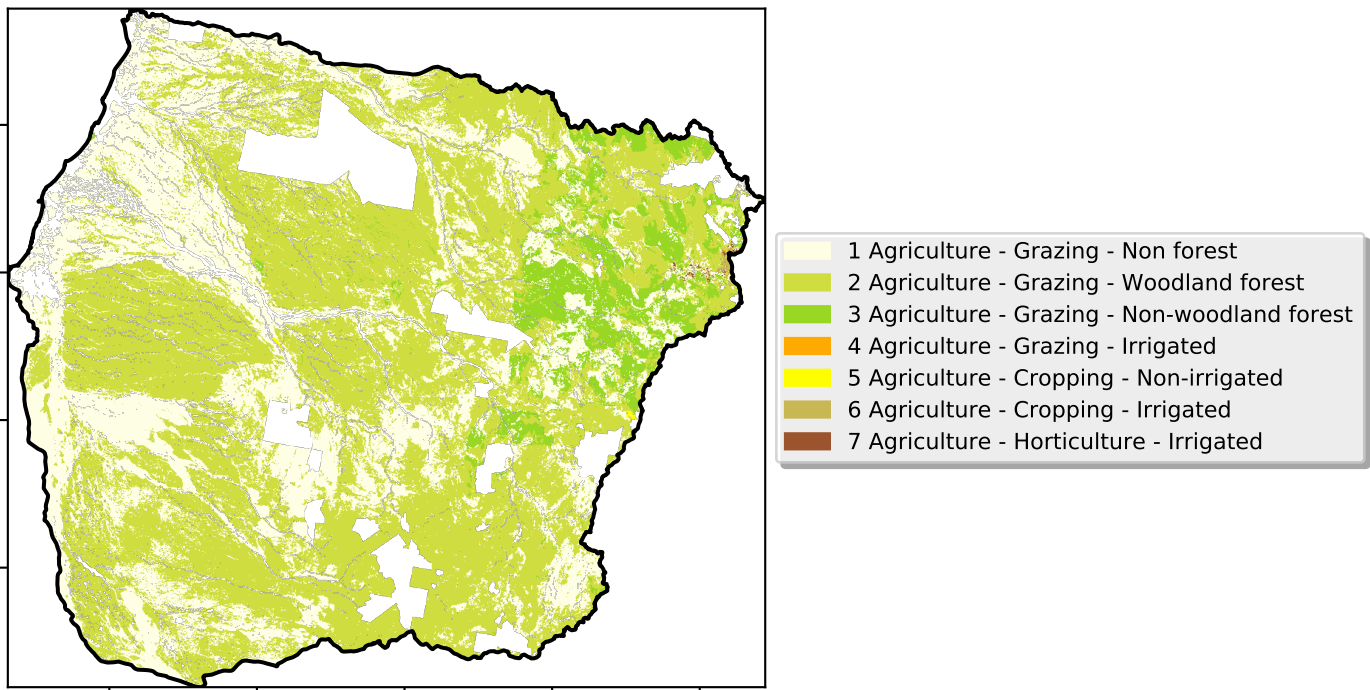 1 Agriculture - Grazing - Non forest
2 Agriculture - Grazing - Woodland forest
3 Agriculture - Grazing - Non-woodland forest
4 Agriculture - Grazing - Irrigated
5 Agriculture - Cropping - Non-irrigated
6 Agriculture - Cropping - Irrigated
7 Agriculture - Horticulture - Irrigated